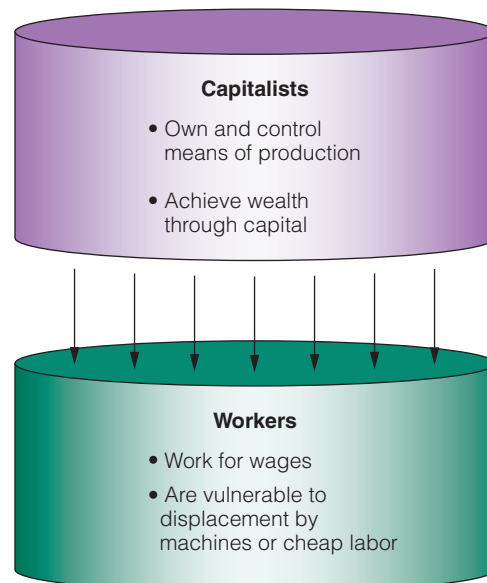 Capitalists
• Own and control
means of production
• Achieve wealth
through capital
Workers
• Work for wages
• Are vulnerable to
displacement by
machines or cheap labor